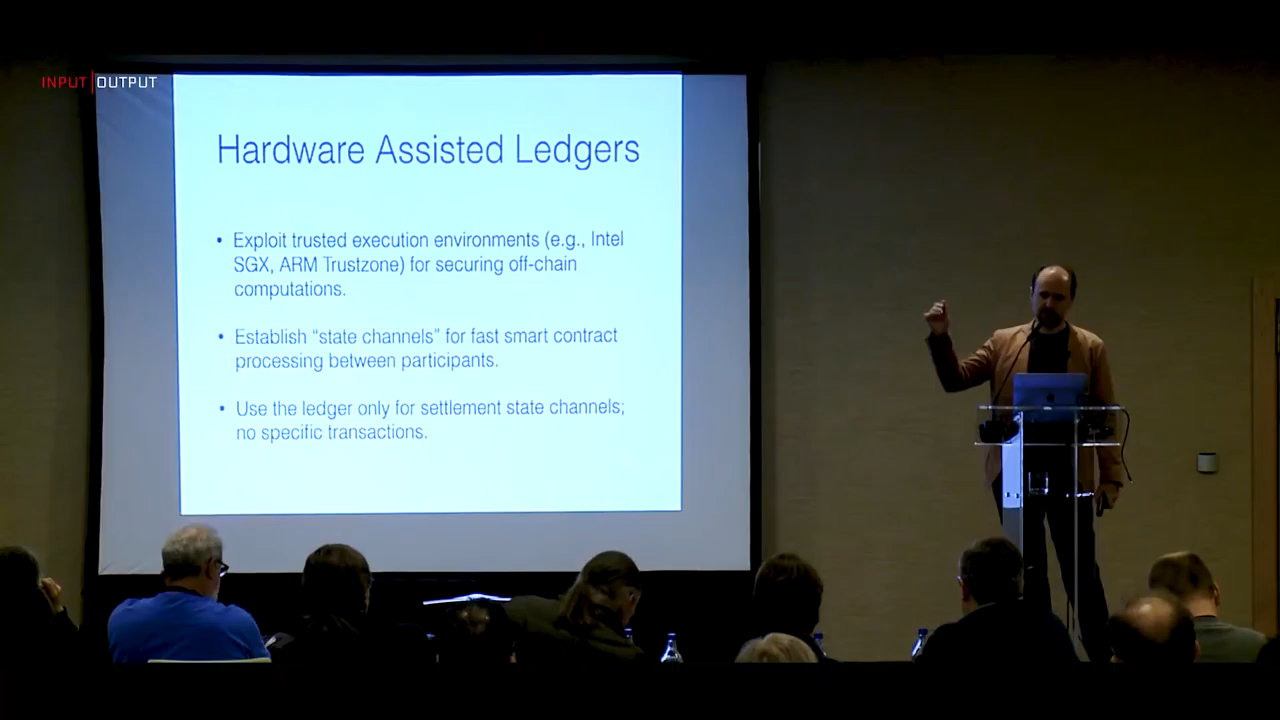 INPUT|OUTPUT
Hardware Assisted Ledgers
• Exploit trusted execution environments (e.g., Intel
SGX, ARM Trustzone) for securing off-chain
computations.
• Establish “state channels” for fast smart contract
processing between participants.
• Use the ledger only for settlement state channels;
no specific transactions.